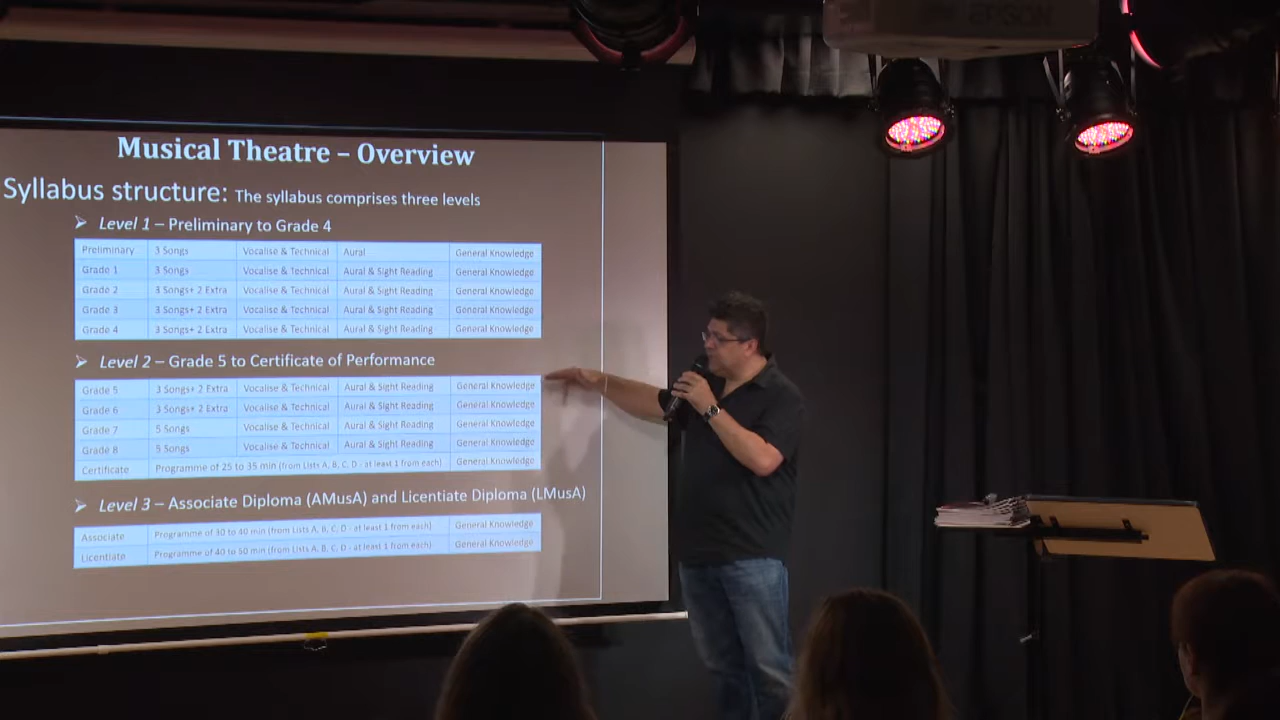 Musical Theatre – Overview
Syllabus structure: The syllabus comprises three levels
➢ Level 1 – Preliminary to Grade 4
Preliminary 3 Songs Vocalise & Technical Aural General Knowledge
Grade 1 3 Songs Vocalise & Technical Aural & Sight Reading General Knowledge
Grade 2 3 Songs+ 2 Extra Vocalise & Technical Aural & Sight Reading General Knowledge
Grade 3 3 Songs+ 2 Extra Vocalise & Technical Aural & Sight Reading General Knowledge
Grade 4 3 Songs+ 2 Extra Vocalise & Technical Aural & Sight Reading General Knowledge
➢ Level 2 – Grade 5 to Certificate of Performance
Grade 5 3 Songs+ 2 Extra Vocalise & Technical Aural & Sight Reading General Knowledge
Grade 6 3 Songs+ 2 Extra Vocalise & Technical Aural & Sight Reading General Knowledge
Grade 7 5 Songs Vocalise & Technical Aural & Sight Reading General Knowledge
Grade 8 5 Songs Vocalise & Technical Aural & Sight Reading General Knowledge
Certificate Programme of 25 to 35 min (from Lists A, B, C, D - at least 1 from each) General Knowledge
➢ Level 3 – Associate Diploma (AMusA) and Licentiate Diploma (LMusA)
Associate Programme of 30 to 40 min (from Lists A, B, C, D - at least 1 from each) General Knowledge
Licentiate Programme of 40 to 50 min (from Lists A, B, C, D - at least 1 from each) General Knowledge